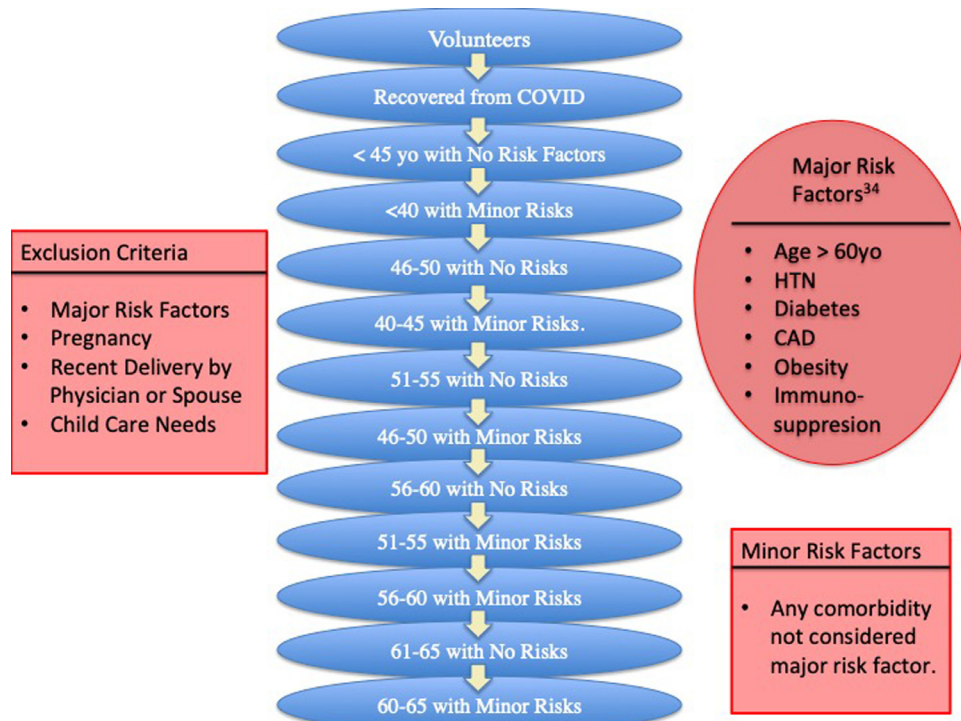 Volunteers
Recovered from COVID
< 45 yo with No Risk Factors
<40 with Minor Risks
46-50 with No Risks
40-45 with Minor Risks.
51-55 with No Risks
46-50 with Minor Risks
56-60 with No Risks
51-55 with Minor Risks
56-60 with Minor Risks
61-65 with No Risks
60-65 with Minor Risks
Exclusion Criteria
• Major Risk Factors
• Pregnancy
• Recent Delivery by
Physician or Spouse
• Child Care Needs
Major Risk
Factors³⁴
• Age > 60yo
• HTN
• Diabetes
• CAD
• Obesity
• Immuno-
suppresion
Minor Risk Factors
• Any comorbidity
not considered
major risk factor.